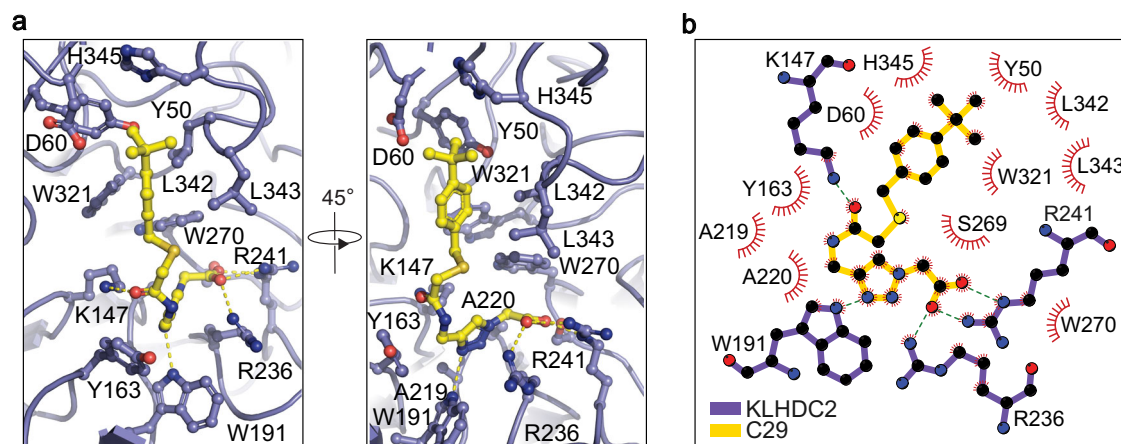 a
H345
Y50
D60
W321
L342
L343
W270
R241
K147
Y163
R236
W191
45°
H345
Y50
D60
W321
L342
L343
K147
W270
A220
Y163
R241
A219
W191
R236
b
K147
H345
Y50
D60
L342
W321
L343
Y163
S269
R241
A219
A220
W270
W191
R236
KLHDC2
C29